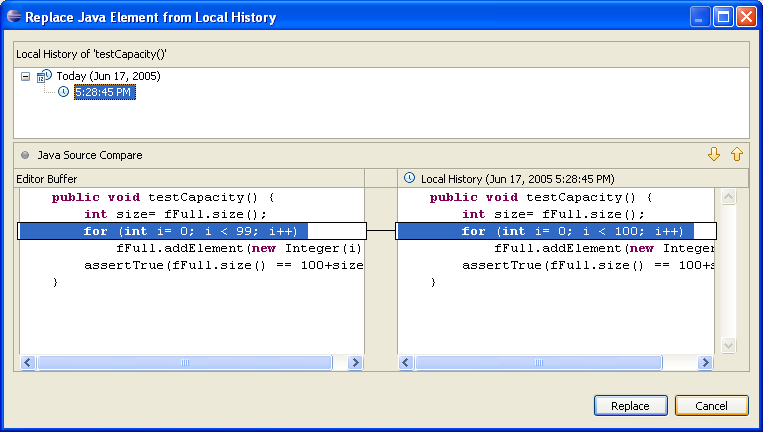 Replace Java Element from Local History
Local History of 'testCapacity()'
Today (Jun 17, 2005)
5:28:45 PM
Java Source Compare
Editor Buffer
public void testCapacity() {
int size= fFull.size();
for (int i= 0; i < 99; i++)
fFull.addElement(new Integer(i)
assertTrue(fFull.size() == 100+size
}
Local History (Jun 17, 2005 5:28:45 PM)
public void testCapacity() {
int size= fFull.size();
for (int i= 0; i < 100; i++)
fFull.addElement(new Integer
assertTrue(fFull.size() == 100+s
}
Replace
Cancel